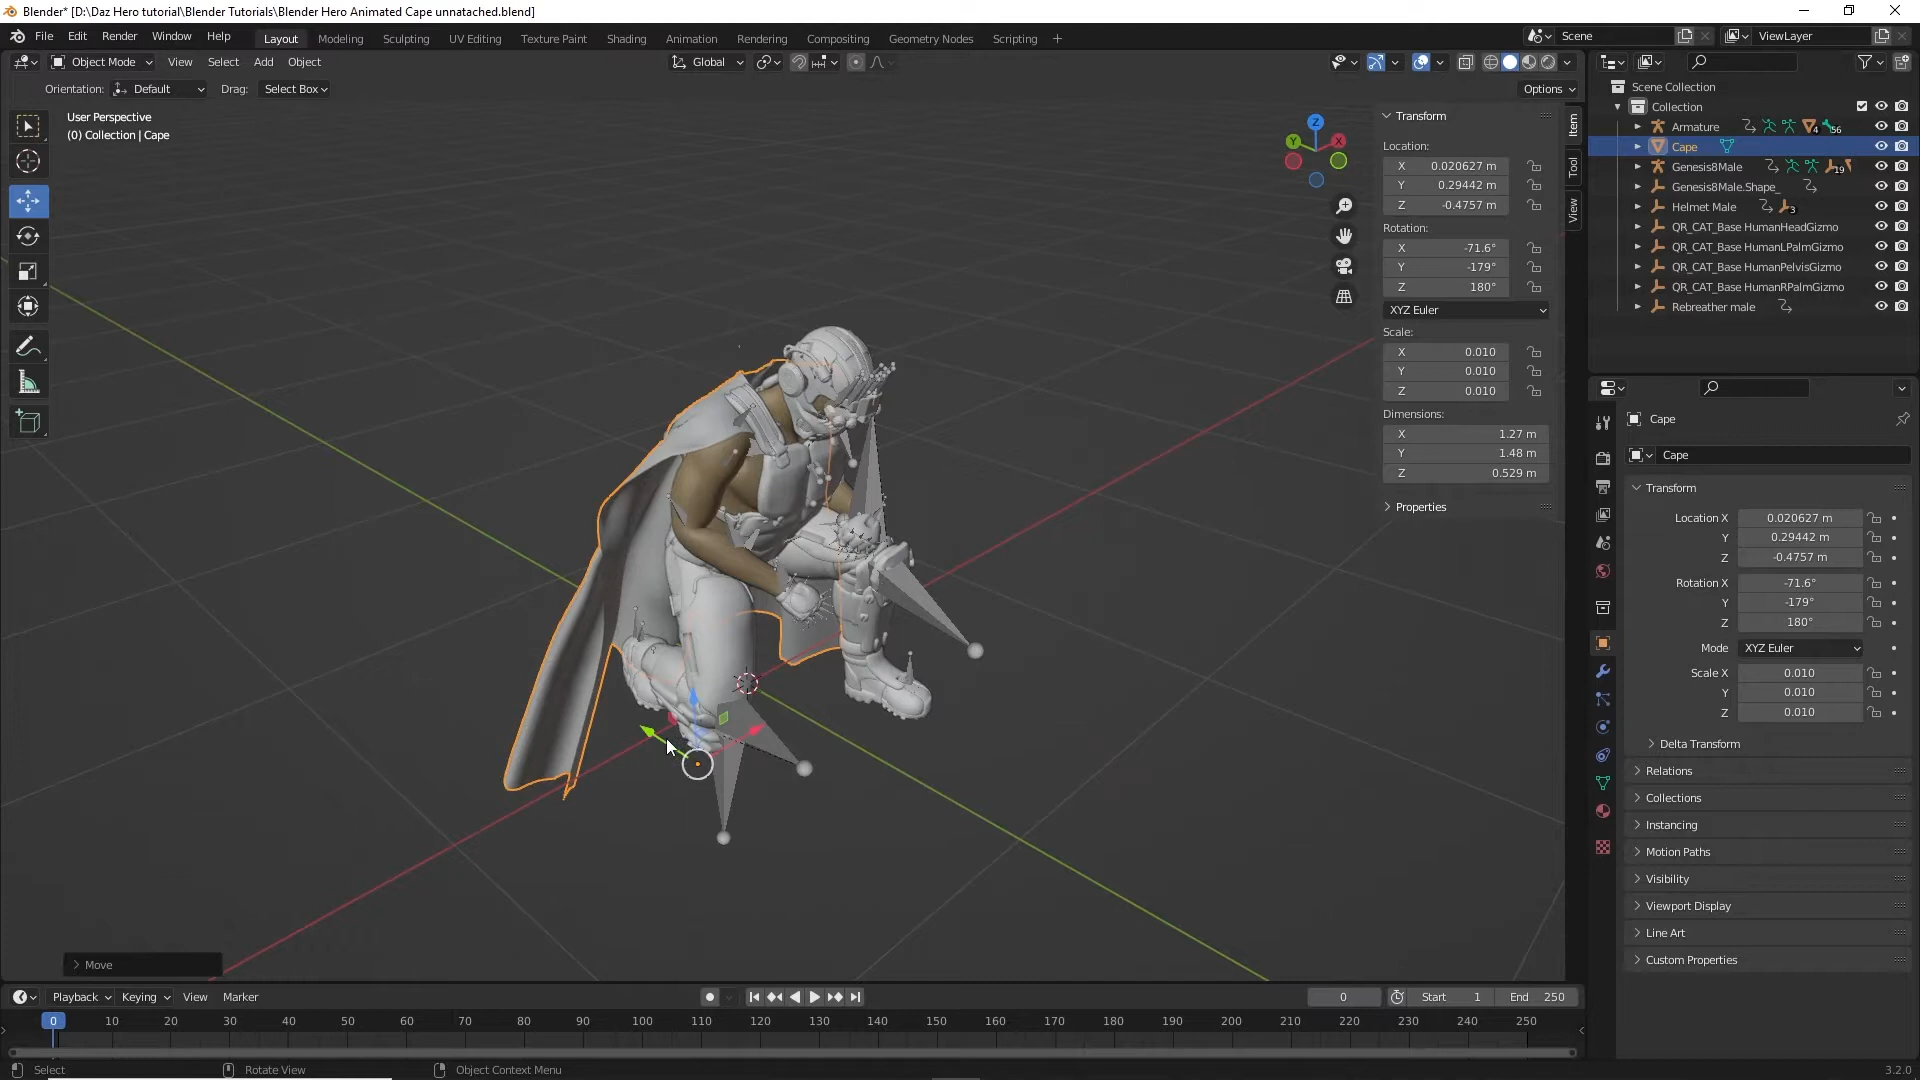 Blender* [D:\Daz Hero tutorial\Blender Tutorials\Blender Hero Animated Cape unnatached.blend]
File Edit Render Window Help Layout Modeling Sculpting UV Editing Texture Paint Shading Animation Rendering Compositing Geometry Nodes Scripting + Scene ViewLayer
Object Mode View Select Add Object Global
Orientation: Default Drag: Select Box Options
User Perspective
(0) Collection | Cape
Z
Y X
Transform
Location:
X 0.020627 m
Y 0.29442 m
Z -0.4757 m
Rotation:
X -71.6°
Y -179°
Z 180°
XYZ Euler
Scale:
X 0.010
Y 0.010
Z 0.010
Dimensions:
X 1.27 m
Y 1.48 m
Z 0.529 m
Properties
Item
Tool
View
Scene Collection
Collection
Armature 4 56
Cape
Genesis8Male 19
Genesis8Male.Shape_
Helmet Male 3
QR_CAT_Base HumanHeadGizmo
QR_CAT_Base HumanLPalmGizmo
QR_CAT_Base HumanPelvisGizmo
QR_CAT_Base HumanRPalmGizmo
Rebreather male
Cape
Cape
Transform
Location X 0.020627 m
Y 0.29442 m
Z -0.4757 m
Rotation X -71.6°
Y -179°
Z 180°
Mode XYZ Euler
Scale X 0.010
Y 0.010
Z 0.010
Delta Transform
Relations
Collections
Instancing
Motion Paths
Visibility
Viewport Display
Line Art
Custom Properties
Move
Playback Keying View Marker 0 Start 1 End 250
0 10 20 30 40 50 60 70 80 90 100 110 120 130 140 150 160 170 180 190 200 210 220 230 240 250
Select Rotate View Object Context Menu 3.2.0